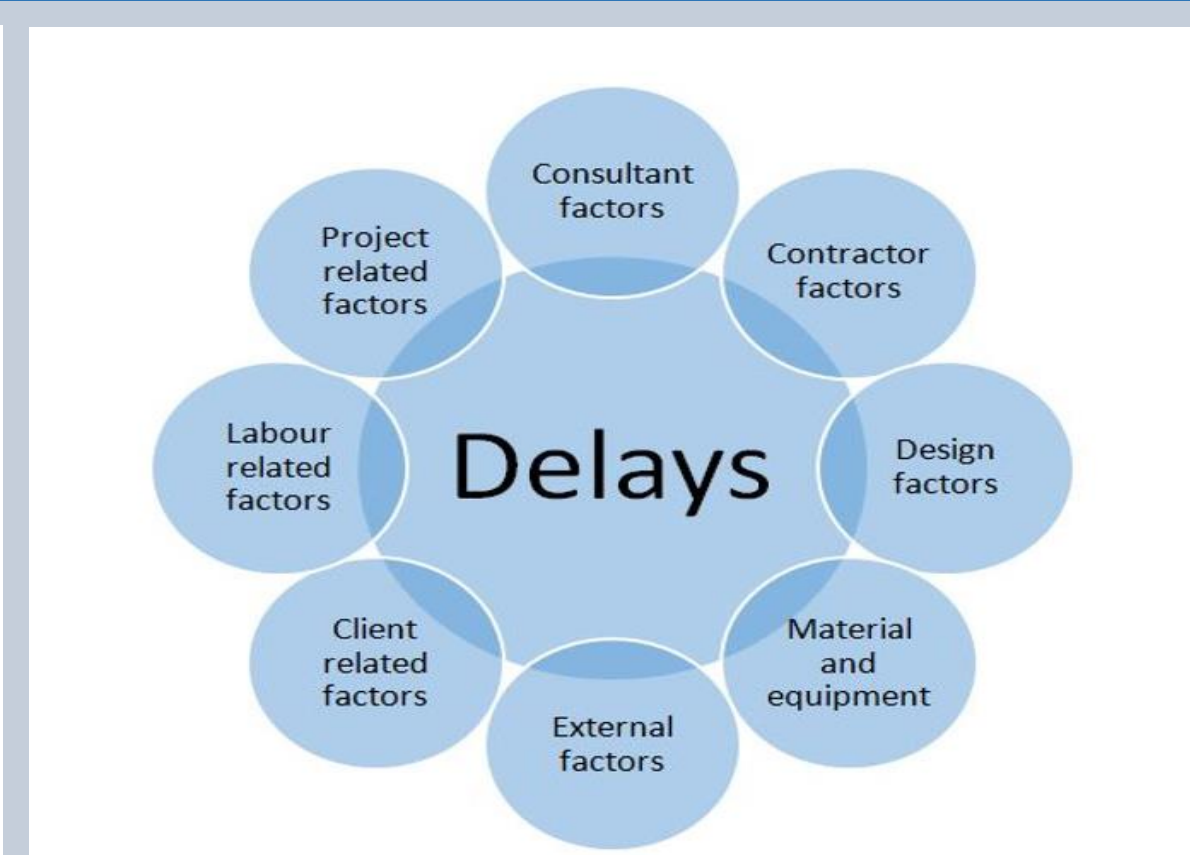 Consultant
factors
Contractor
factors
Design
factors
Material
and
equipment
External
factors
Client
related
factors
Labour
related
factors
Project
related
factors
Delays